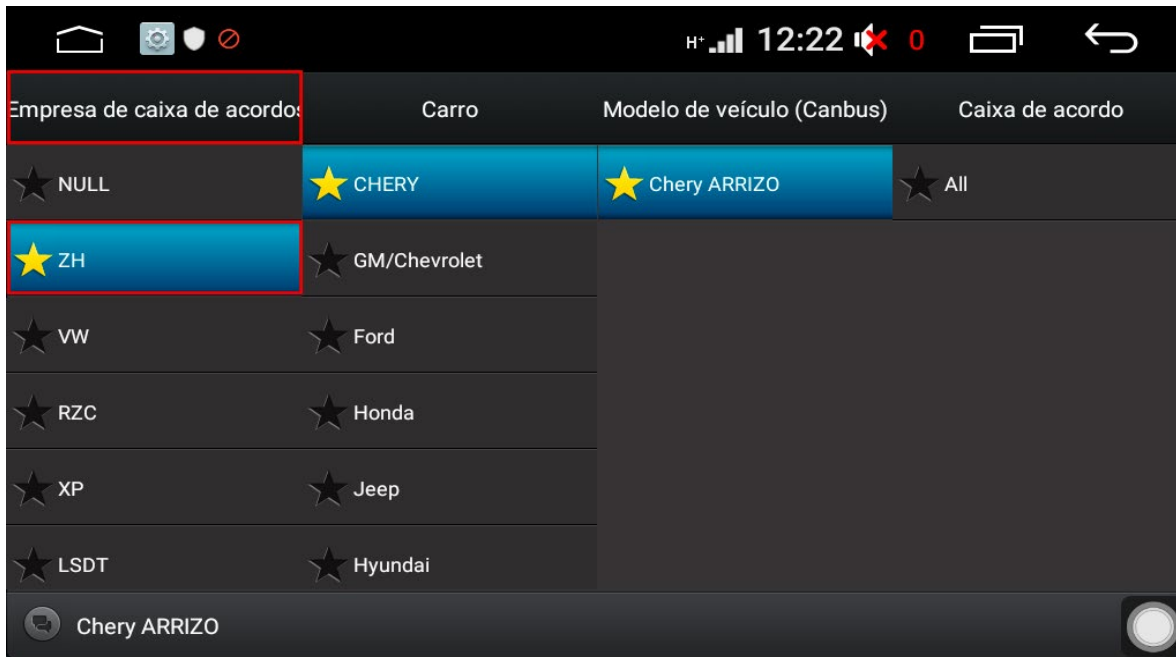 H+ 12:22 0
Empresa de caixa de acordos Carro Modelo de veículo (Canbus) Caixa de acordo
NULL CHERY Chery ARRIZO All
ZH GM/Chevrolet
VW Ford
RZC Honda
XP Jeep
LSDT Hyundai
Chery ARRIZO